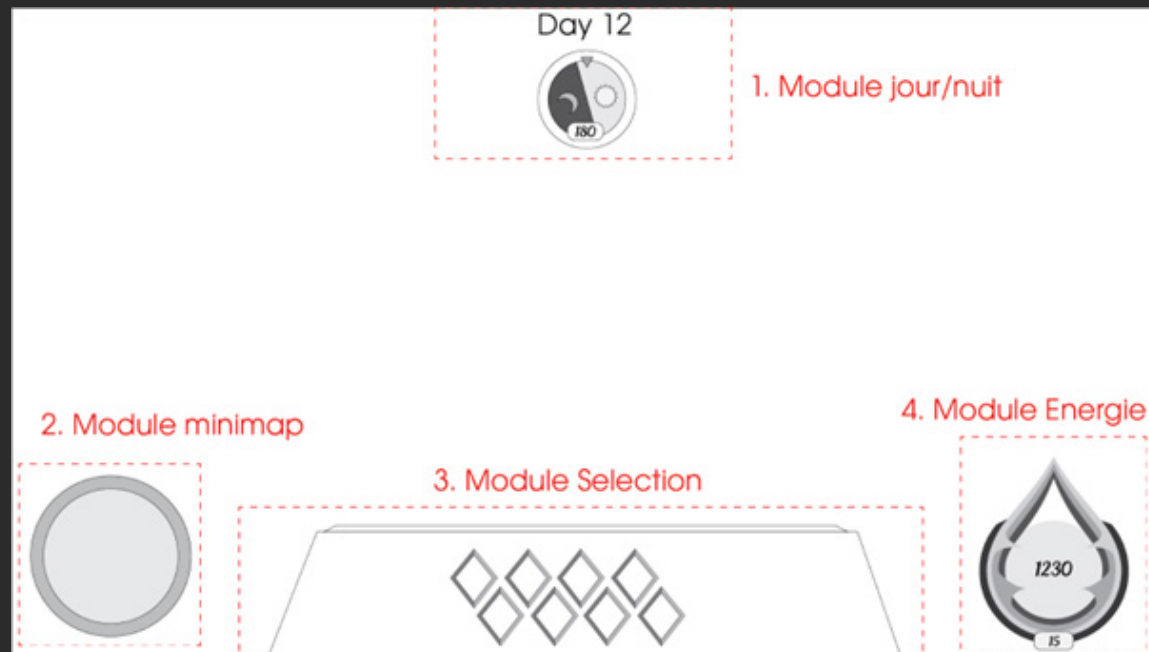 Day 12
1. Module jour/nuit
180
4. Module Energie
2. Module minimap
3. Module Selection
1230
15